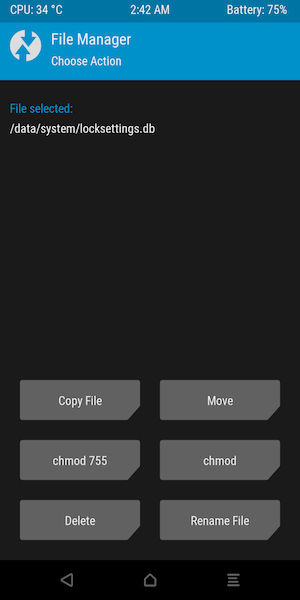 CPU: 34 °C 2:42 AM Battery: 75%
File Manager
Choose Action
File selected:
/data/system/locksettings.db
Copy File Move
chmod 755 chmod
Delete Rename File